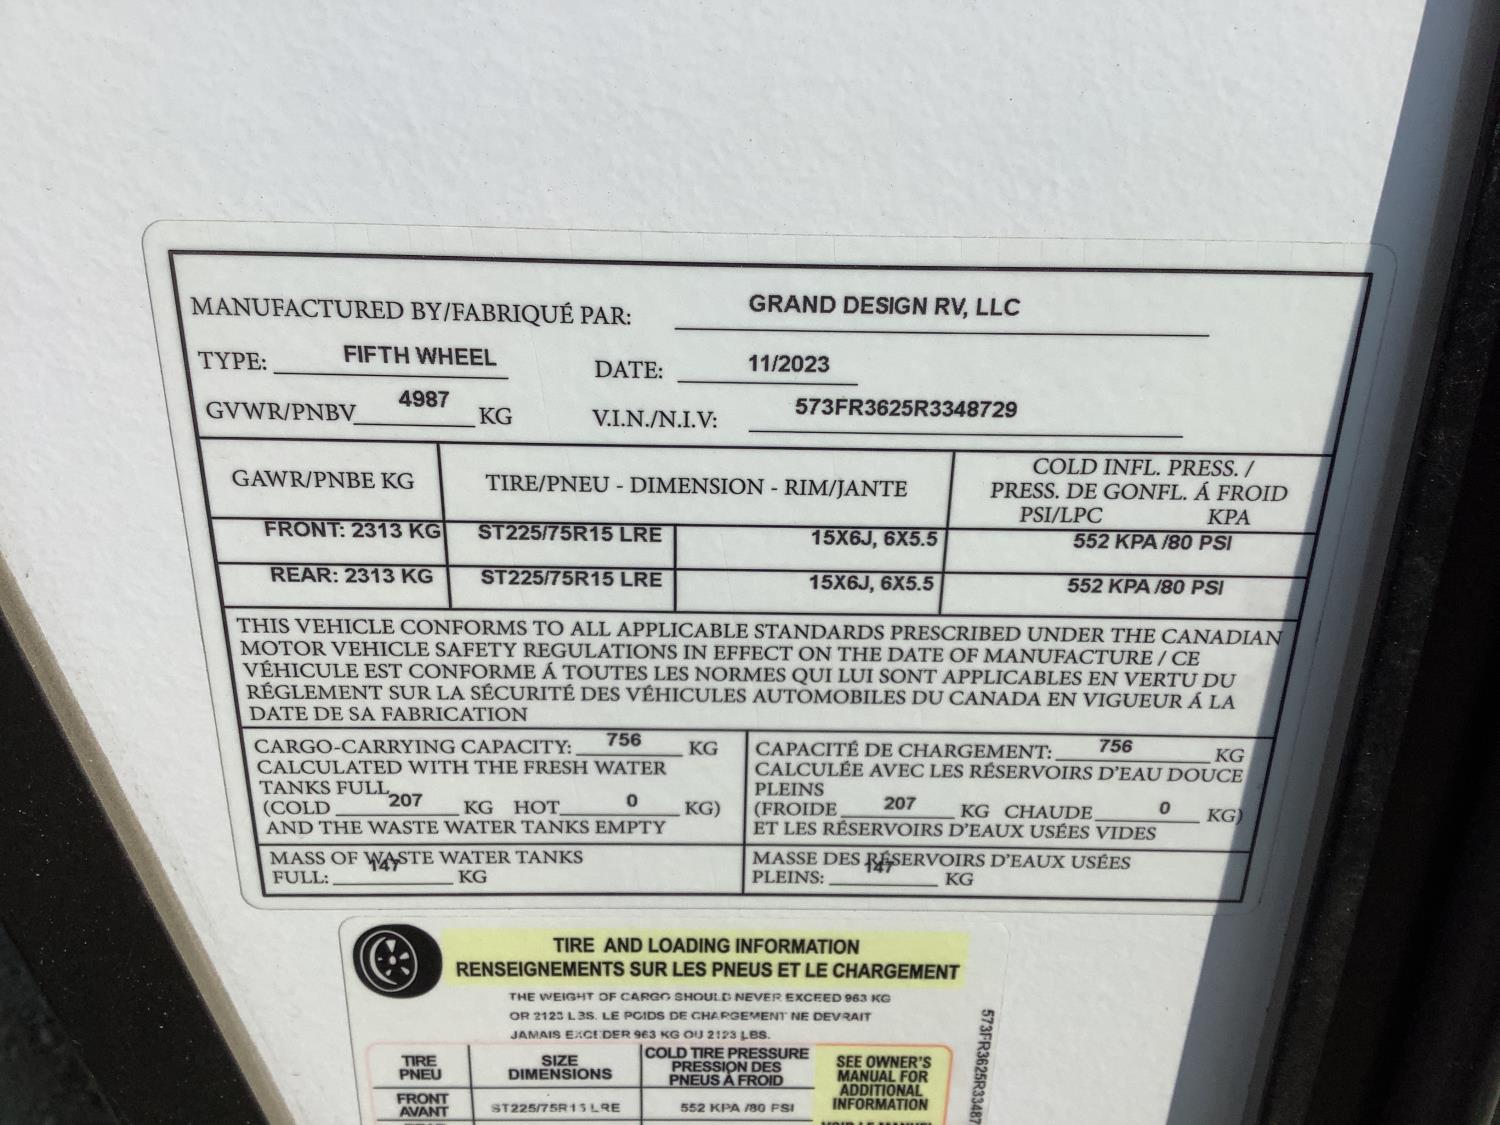 MANUFACTURED BY/FABRIQUÉ PAR: GRAND DESIGN RV, LLC
TYPE: FIFTH WHEEL DATE: 11/2023
GVWR/PNBV 4987 KG V.I.N./N.I.V: 573FR3625R3348729
GAWR/PNBE KG TIRE/PNEU - DIMENSION - RIM/JANTE COLD INFL. PRESS. /
PRESS. DE GONFL. Á FROID
PSI/LPC KPA
FRONT: 2313 KG ST225/75R15 LRE 15X6J, 6X5.5 552 KPA /80 PSI
REAR: 2313 KG ST225/75R15 LRE 15X6J, 6X5.5 552 KPA /80 PSI
THIS VEHICLE CONFORMS TO ALL APPLICABLE STANDARDS PRESCRIBED UNDER THE CANADIAN
MOTOR VEHICLE SAFETY REGULATIONS IN EFFECT ON THE DATE OF MANUFACTURE / CE
VÉHICULE EST CONFORME Á TOUTES LES NORMES QUI LUI SONT APPLICABLES EN VERTU DU
RÉGLEMENT SUR LA SÉCURITÉ DES VÉHICULES AUTOMOBILES DU CANADA EN VIGUEUR Á LA
DATE DE SA FABRICATION
CARGO-CARRYING CAPACITY: 756 KG
CALCULATED WITH THE FRESH WATER
TANKS FULL
(COLD 207 KG HOT 0 KG)
AND THE WASTE WATER TANKS EMPTY
CAPACITÉ DE CHARGEMENT: 756 KG
CALCULÉE AVEC LES RÉSERVOIRS D'EAU DOUCE
PLEINS
(FROIDE 207 KG CHAUDE 0 KG)
ET LES RÉSERVOIRS D'EAUX USÉES VIDES
MASS OF WASTE WATER TANKS
FULL: 147 KG
MASSE DES RÉSERVOIRS D'EAUX USÉES
PLEINS: 147 KG
TIRE AND LOADING INFORMATION
RENSEIGNEMENTS SUR LES PNEUS ET LE CHARGEMENT
THE WEIGHT OF CARGO SHOULD NEVER EXCEED 963 KG
OR 2123 LBS. LE POIDS DE CHARGEMENT NE DEVRAIT
JAMAIS EXCEDER 963 KG OU 2123 LBS.
TIRE
PNEU
SIZE
DIMENSIONS
COLD TIRE PRESSURE
PRESSION DES
PNEUS À FROID
SEE OWNER'S
MANUAL FOR
ADDITIONAL
INFORMATION
FRONT
AVANT
ST225/75R15 LRE 552 KPA /80 PSI
573FR3625R33487